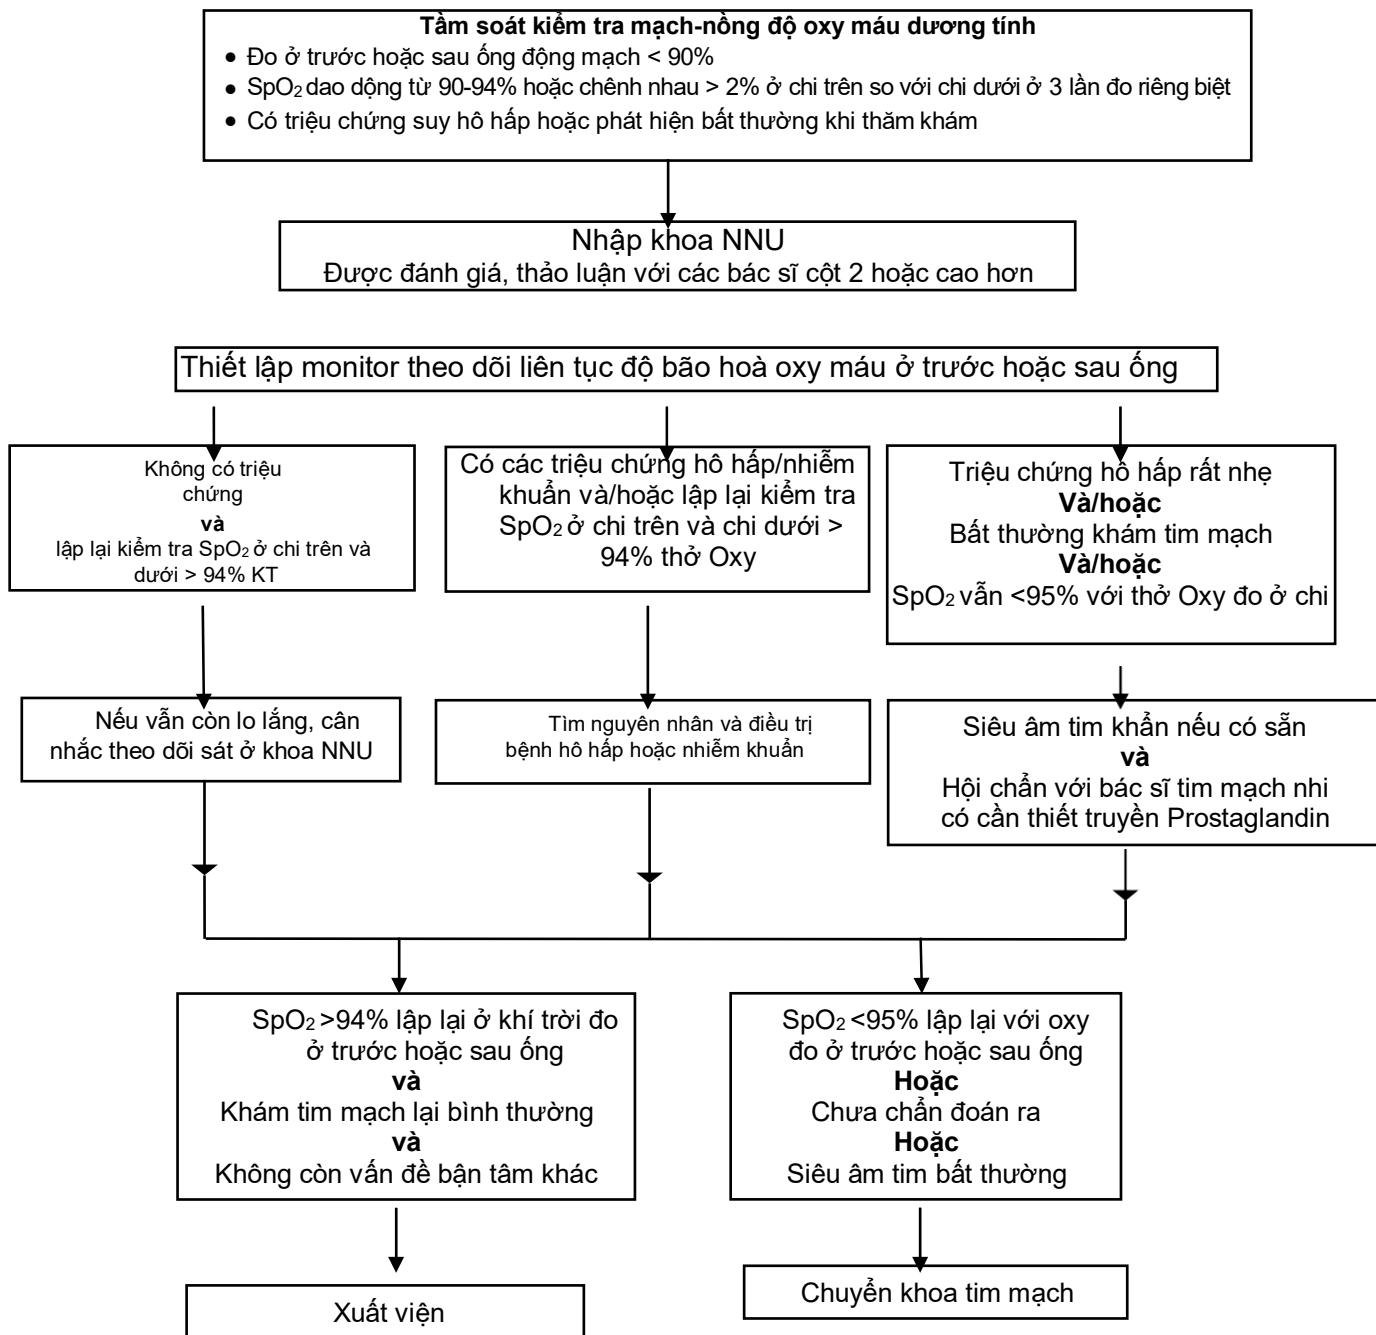 Tầm soát kiểm tra mạch-nồng độ oxy máu dương tính
• Đo ở trước hoặc sau ống động mạch < 90%
• SpO2 dao dộng từ 90-94% hoặc chênh nhau > 2% ở chi trên so với chi dưới ở 3 lần đo riêng biệt
• Có triệu chứng suy hô hấp hoặc phát hiện bất thường khi thăm khám
Nhập khoa NNU
Được đánh giá, thảo luận với các bác sĩ cột 2 hoặc cao hơn
Thiết lập monitor theo dõi liên tục độ bão hoà oxy máu ở trước hoặc sau ống
Không có triệu
chứng
và
lập lại kiểm tra SpO2 ở chi trên và
dưới > 94% KT
Có các triệu chứng hô hấp/nhiễm
khuẩn và/hoặc lập lại kiểm tra
SpO2 ở chi trên và chi dưới >
94% thở Oxy
Triệu chứng hô hấp rất nhẹ
Và/hoặc
Bất thường khám tim mạch
Và/hoặc
SpO2 vẫn <95% với thở Oxy đo ở chi
Nếu vẫn còn lo lắng, cân
nhắc theo dõi sát ở khoa NNU
Tìm nguyên nhân và điều trị
bệnh hô hấp hoặc nhiễm khuẩn
Siêu âm tim khẩn nếu có sẵn
và
Hội chẩn với bác sĩ tim mạch nhi
có cần thiết truyền Prostaglandin
SpO2 >94% lập lại ở khí trời đo
ở trước hoặc sau ống
và
Khám tim mạch lại bình thường
và
Không còn vấn đề bận tâm khác
SpO2 <95% lập lại với oxy
đo ở trước hoặc sau ống
Hoặc
Chưa chẩn đoán ra
Hoặc
Siêu âm tim bất thường
Xuất viện
Chuyển khoa tim mạch